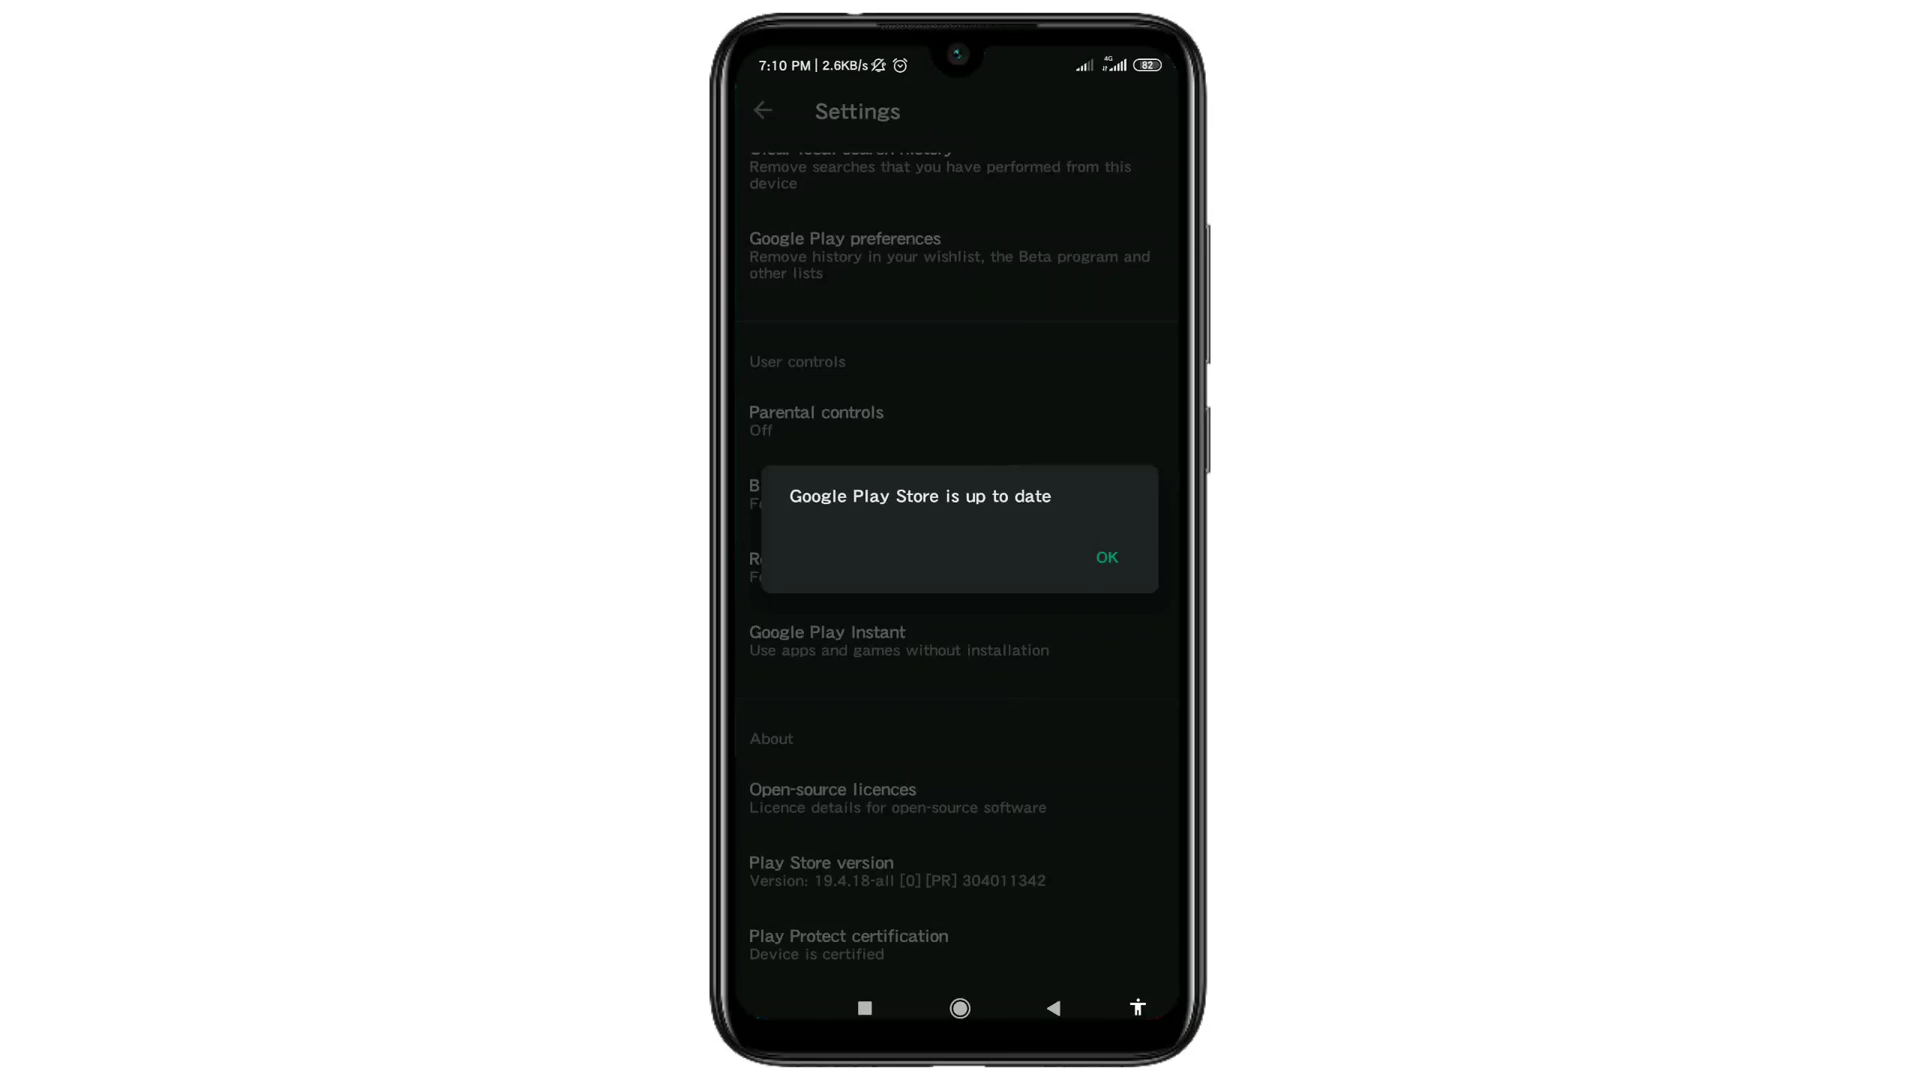 7:10 PM | 2.6KB/s
4G
82
Settings
Remove searches that you have performed from this
device
Google Play preferences
Remove history in your wishlist, the Beta program and
other lists
User controls
Parental controls
Off
Google Play Store is up to date
OK
Google Play Instant
Use apps and games without installation
About
Open-source licences
Licence details for open-source software
Play Store version
Version: 19.4.18-all [0] [PR] 304011342
Play Protect certification
Device is certified